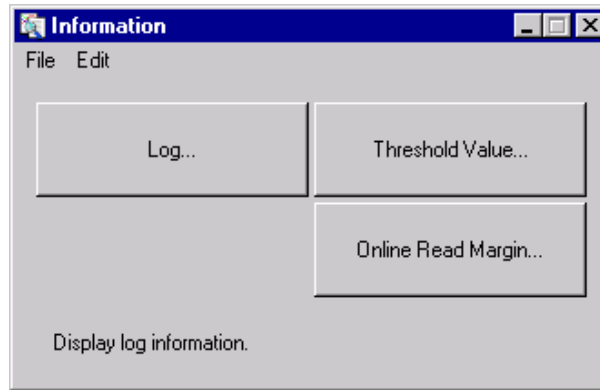 Information
File Edit
Log...
Threshold Value...
Online Read Margin...
Display log information.